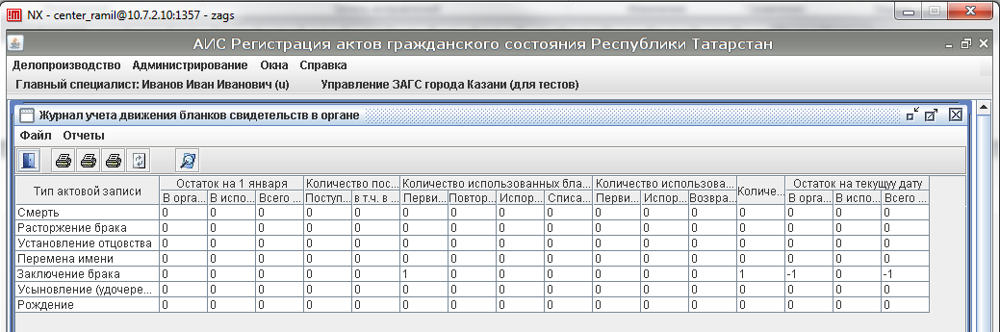 NX - center_ramil@10.7.2.10:1357 - zags
АИС Регистрация актов гражданского состояния Республики Татарстан
Делопроизводство Администрирование Окна Справка
Главный специалист: Иванов Иван Иванович (u) Управление ЗАГС города Казани (для тестов)
Журнал учета движения бланков свидетельств в органе
Файл Отчеты
Тип актовой записи Остаток на 1 января Количество пос... Количество использованных бла... Количество использова... Количе... Остаток на текущую дату
В орга... В испо... Всего ... Поступ... в т.ч. в ... Перви... Повтор... Испор... Списа... Перви... Испор... Возвра... В орга... В испо... Всего ...
Смерть 0 0 0 0 0 0 0 0 0 0 0 0 0 0 0 0
Расторжение брака 0 0 0 0 0 0 0 0 0 0 0 0 0 0 0 0
Установление отцовства 0 0 0 0 0 0 0 0 0 0 0 0 0 0 0 0
Перемена имени 0 0 0 0 0 0 0 0 0 0 0 0 0 0 0 0
Заключение брака 0 0 0 0 0 1 0 0 0 0 0 0 1 -1 0 -1
Усыновление (удочере... 0 0 0 0 0 0 0 0 0 0 0 0 0 0 0 0
Рождение 0 0 0 0 0 0 0 0 0 0 0 0 0 0 0 0